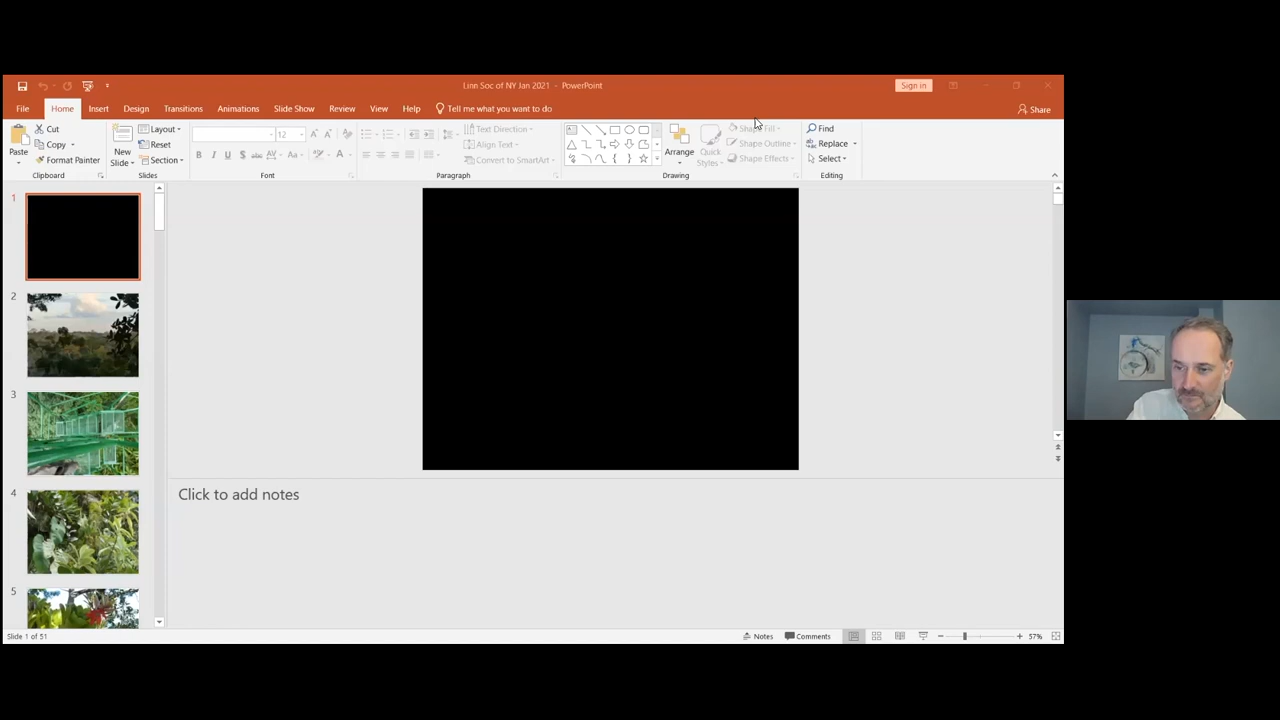 Linn Soc of NY Jan 2021 - PowerPoint
Sign in
File Home Insert Design Transitions Animations Slide Show Review View Help Tell me what you want to do Share
Paste
Cut
Copy
Format Painter
Clipboard
New Slide
Layout
Reset
Section
Slides
12
B I U S abc AV Aa A
Font
Text Direction
Align Text
Convert to SmartArt
Paragraph
Arrange
Quick Styles
Shape Fill
Shape Outline
Shape Effects
Drawing
Find
Replace
Select
Editing
1
2
3
4
5
Click to add notes
Slide 1 of 51
Notes
Comments
57%